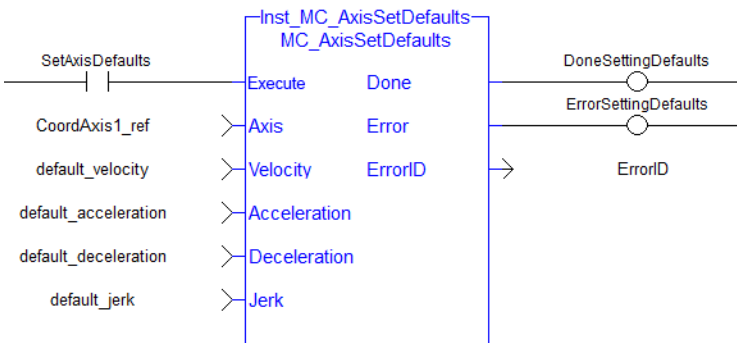 Inst_MC_AxisSetDefaults
MC_AxisSetDefaults
SetAxisDefaults
DoneSettingDefaults
Execute Done
ErrorSettingDefaults
CoordAxis1_ref Axis Error
default_velocity Velocity ErrorID ErrorID
default_acceleration Acceleration
default_deceleration Deceleration
default_jerk Jerk